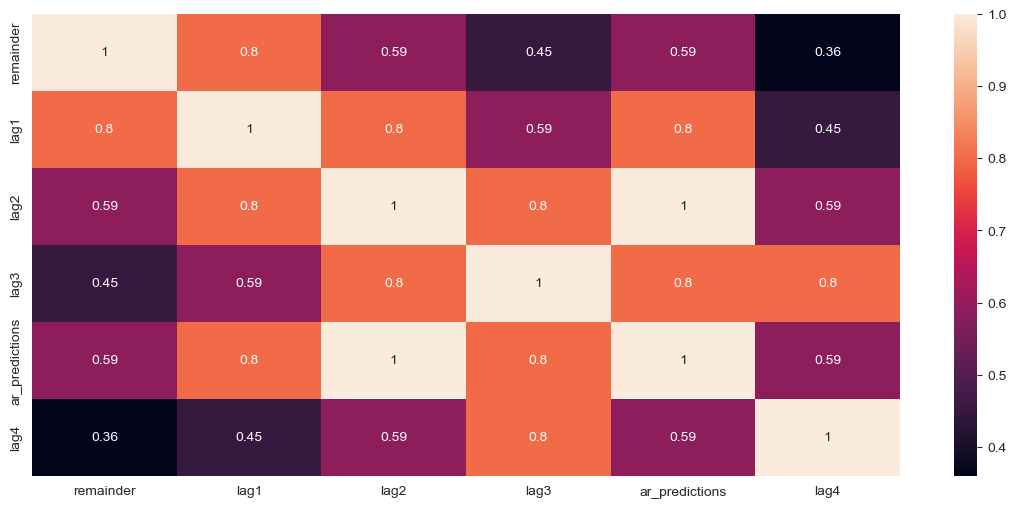 remainder 1 0.8 0.59 0.45 0.59 0.36
lag1 0.8 1 0.8 0.59 0.8 0.45
lag2 0.59 0.8 1 0.8 1 0.59
lag3 0.45 0.59 0.8 1 0.8 0.8
ar_predictions 0.59 0.8 1 0.8 1 0.59
lag4 0.36 0.45 0.59 0.8 0.59 1
remainder lag1 lag2 lag3 ar_predictions lag4
1.0
0.9
0.8
0.7
0.6
0.5
0.4